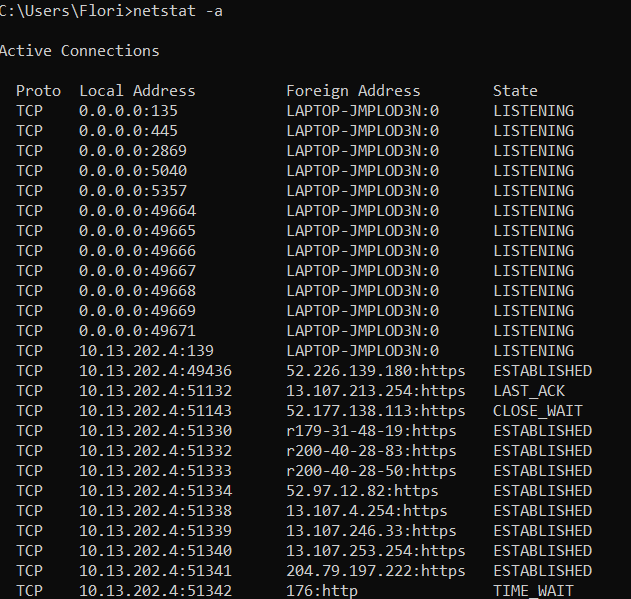 C:\Users\Flori>netstat -a
Active Connections
Proto Local Address Foreign Address State
TCP 0.0.0.0:135 LAPTOP-JMPLOD3N:0 LISTENING
TCP 0.0.0.0:445 LAPTOP-JMPLOD3N:0 LISTENING
TCP 0.0.0.0:2869 LAPTOP-JMPLOD3N:0 LISTENING
TCP 0.0.0.0:5040 LAPTOP-JMPLOD3N:0 LISTENING
TCP 0.0.0.0:5357 LAPTOP-JMPLOD3N:0 LISTENING
TCP 0.0.0.0:49664 LAPTOP-JMPLOD3N:0 LISTENING
TCP 0.0.0.0:49665 LAPTOP-JMPLOD3N:0 LISTENING
TCP 0.0.0.0:49666 LAPTOP-JMPLOD3N:0 LISTENING
TCP 0.0.0.0:49667 LAPTOP-JMPLOD3N:0 LISTENING
TCP 0.0.0.0:49668 LAPTOP-JMPLOD3N:0 LISTENING
TCP 0.0.0.0:49669 LAPTOP-JMPLOD3N:0 LISTENING
TCP 0.0.0.0:49671 LAPTOP-JMPLOD3N:0 LISTENING
TCP 10.13.202.4:139 LAPTOP-JMPLOD3N:0 LISTENING
TCP 10.13.202.4:49436 52.226.139.180:https ESTABLISHED
TCP 10.13.202.4:51132 13.107.213.254:https LAST_ACK
TCP 10.13.202.4:51143 52.177.138.113:https CLOSE_WAIT
TCP 10.13.202.4:51330 r179-31-48-19:https ESTABLISHED
TCP 10.13.202.4:51332 r200-40-28-83:https ESTABLISHED
TCP 10.13.202.4:51333 r200-40-28-50:https ESTABLISHED
TCP 10.13.202.4:51334 52.97.12.82:https ESTABLISHED
TCP 10.13.202.4:51338 13.107.4.254:https ESTABLISHED
TCP 10.13.202.4:51339 13.107.246.33:https ESTABLISHED
TCP 10.13.202.4:51340 13.107.253.254:https ESTABLISHED
TCP 10.13.202.4:51341 204.79.197.222:https ESTABLISHED
TCP 10.13.202.4:51342 176:http TIME_WAIT